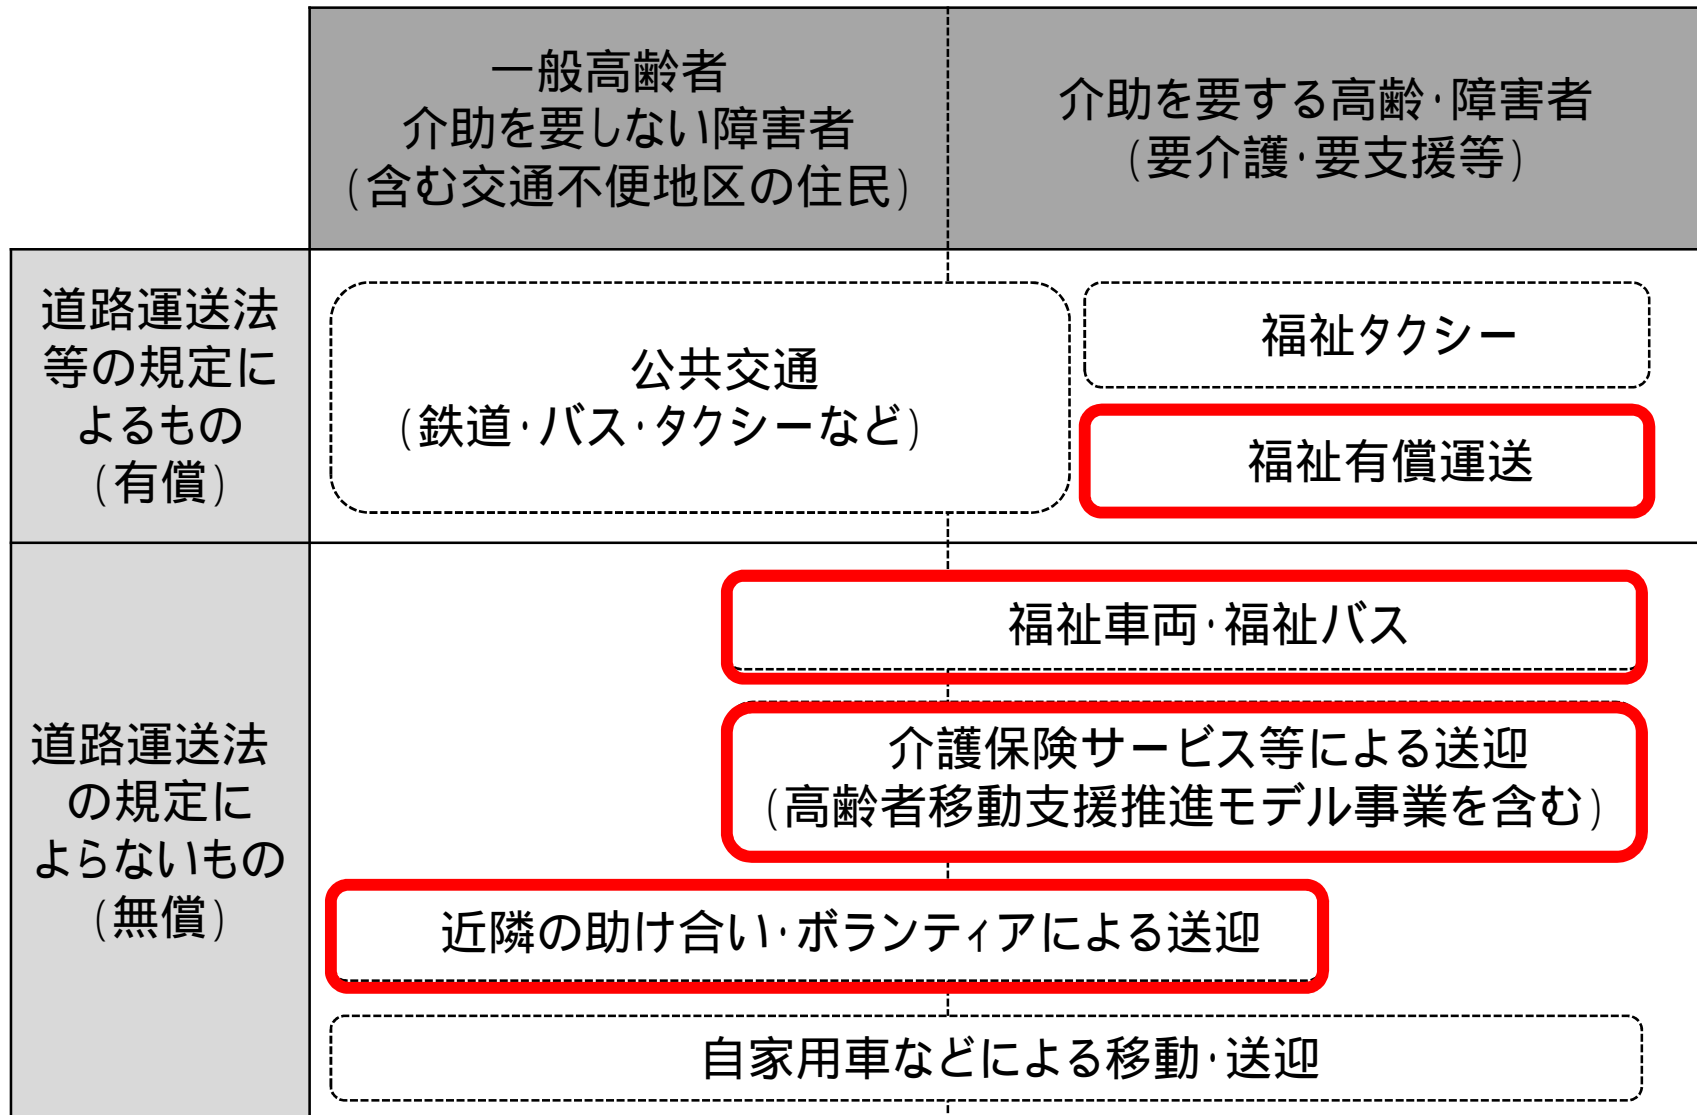 一般高齢者
介助を要しない障害者
(含む交通不便地区の住民)
介助を要する高齢・障害者
(要介護・要支援等)
道路運送法
等の規定に
よるもの
(有償)
公共交通
(鉄道・バス・タクシーなど)
福祉タクシー
福祉有償運送
道路運送法
の規定に
よらないもの
(無償)
福祉車両・福祉バス
介護保険サービス等による送迎
(高齢者移動支援推進モデル事業を含む)
近隣の助け合い・ボランティアによる送迎
自家用車などによる移動・送迎